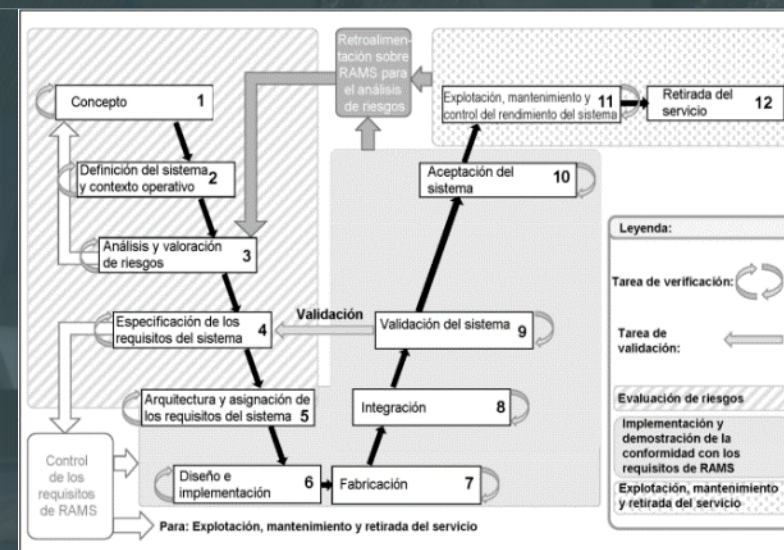 Retroalimen-
tación sobre
RAMS para
el análisis
de riesgos
Concepto 1
Definición del sistema
y contexto operativo 2
Análisis y valoración
de riesgos 3
Especificación de los
requisitos del sistema 4
Arquitectura y asignación de
los requisitos del sistema 5
Diseño e
implementación 6
Fabricación 7
Integración 8
Validación
Validación del sistema 9
Aceptación del
sistema 10
Explotación, mantenimiento y
control del rendimiento del sistema 11
Retirada del
servicio 12
Control
de los
requisitos
de RAMS
Para: Explotación, mantenimiento y retirada del servicio
Leyenda:
Tarea de verificación:
Tarea de
validación:
Evaluación de riesgos
Implementación y
demostración de la
conformidad con los
requisitos de RAMS
Explotación, mantenimiento
y retirada del servicio